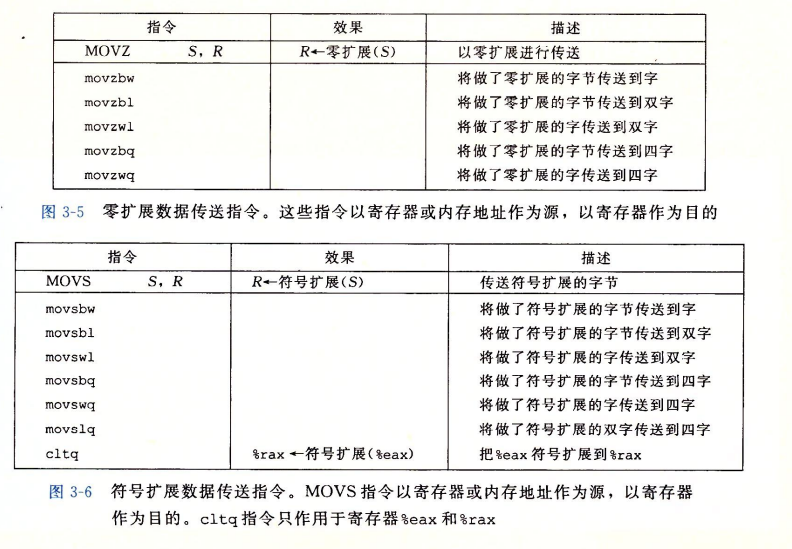 指令 效果 描述
MOVZ S, R R←零扩展(S) 以零扩展进行传送
movzbw 将做了零扩展的字节传送到字
movzbl 将做了零扩展的字节传送到双字
movzwl 将做了零扩展的字传送到双字
movzbq 将做了零扩展的字节传送到四字
movzwq 将做了零扩展的字传送到四字
图 3-5 零扩展数据传送指令。这些指令以寄存器或内存地址作为源，以寄存器作为目的
指令 效果 描述
MOVS S, R R←符号扩展(S) 传送符号扩展的字节
movsbw 将做了符号扩展的字节传送到字
movsbl 将做了符号扩展的字节传送到双字
movswl 将做了符号扩展的字传送到双字
movsbq 将做了符号扩展的字节传送到四字
movswq 将做了符号扩展的字传送到四字
movslq 将做了符号扩展的双字传送到四字
cltq %rax←符号扩展(%eax) 把%eax符号扩展到%rax
图 3-6 符号扩展数据传送指令。MOVS指令以寄存器或内存地址作为源，以寄存器
作为目的。cltq指令只作用于寄存器%eax和%rax